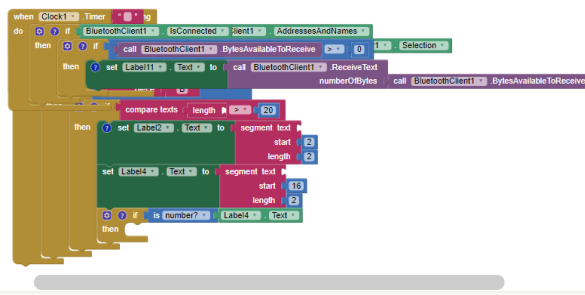 when Clock1 .Timer " " ng
do if BluetoothClient1 . IsConnected Client1 . AddressesAndNames
then if call BluetoothClient1 .BytesAvailableToReceive > 0 1 . Selection
then set Label11 . Text to call BluetoothClient1 .ReceiveText
numberOfBytes call BluetoothClient1 .BytesAvailableToReceive
compare texts length > 20
then set Label2 . Text to segment text
start 2
length 2
set Label4 . Text to segment text
start 16
length 2
if is number? Label4 . Text
then